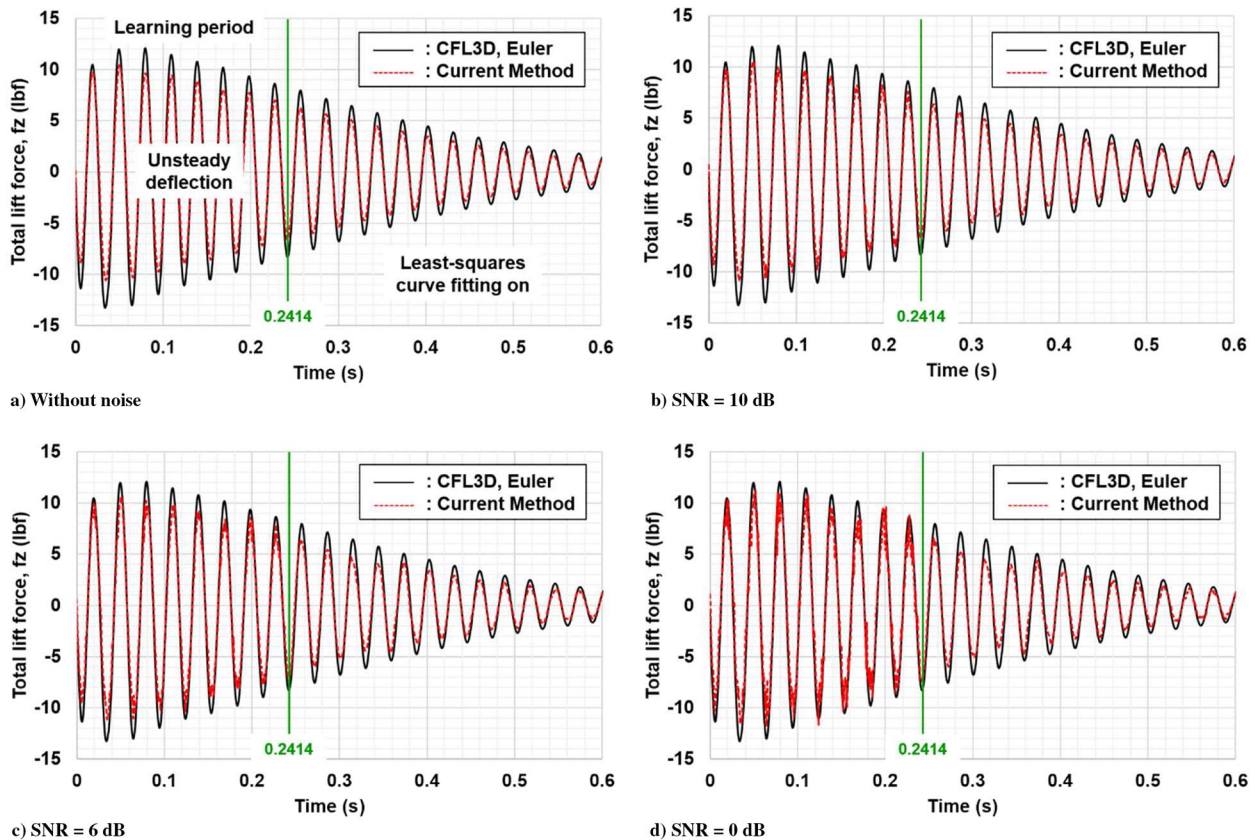 Total lift force, fz (lbf)
15
10
5
0
-5
-10
-15
Learning period
: CFL3D, Euler
: Current Method
Unsteady
deflection
Least-squares
curve fitting on
0.2414
0 0.1 0.2 0.3 0.4 0.5 0.6
Time (s)
a) Without noise
Total lift force, fz (lbf)
15
10
5
0
-5
-10
-15
: CFL3D, Euler
: Current Method
0.2414
0 0.1 0.2 0.3 0.4 0.5 0.6
Time (s)
b) SNR = 10 dB
Total lift force, fz (lbf)
15
10
5
0
-5
-10
-15
: CFL3D, Euler
: Current Method
0.2414
0 0.1 0.2 0.3 0.4 0.5 0.6
Time (s)
c) SNR = 6 dB
Total lift force, fz (lbf)
15
10
5
0
-5
-10
-15
: CFL3D, Euler
: Current Method
0.2414
0 0.1 0.2 0.3 0.4 0.5 0.6
Time (s)
d) SNR = 0 dB